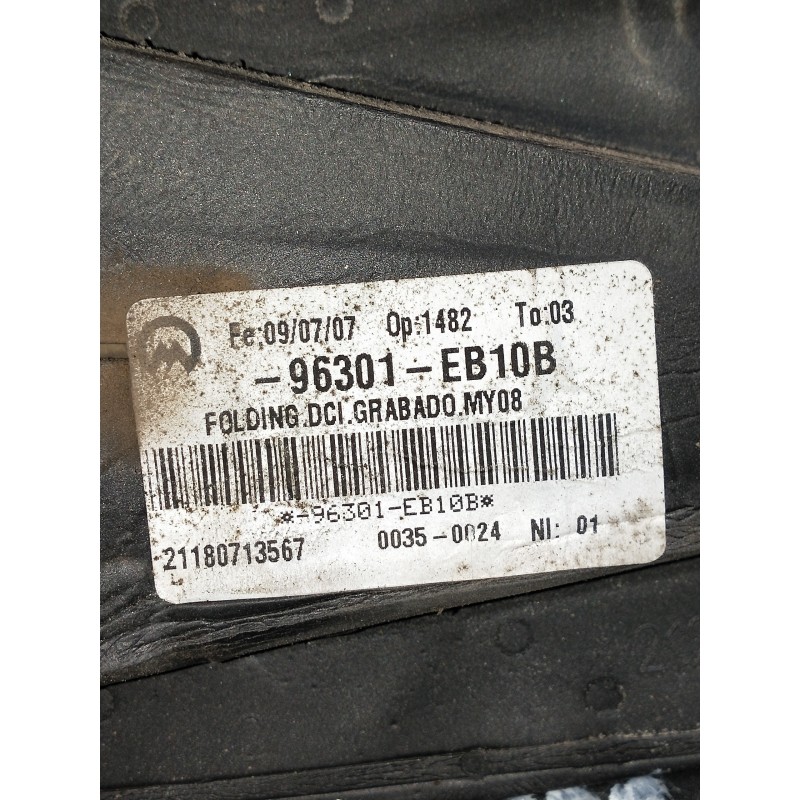 Fe:09/07/07 Op:1482 To:03
-96301-EB10B
FOLDING.DCI.GRABADO.MY08
*-96301-EB10B*
21180713567 0035-0024 NI: 01